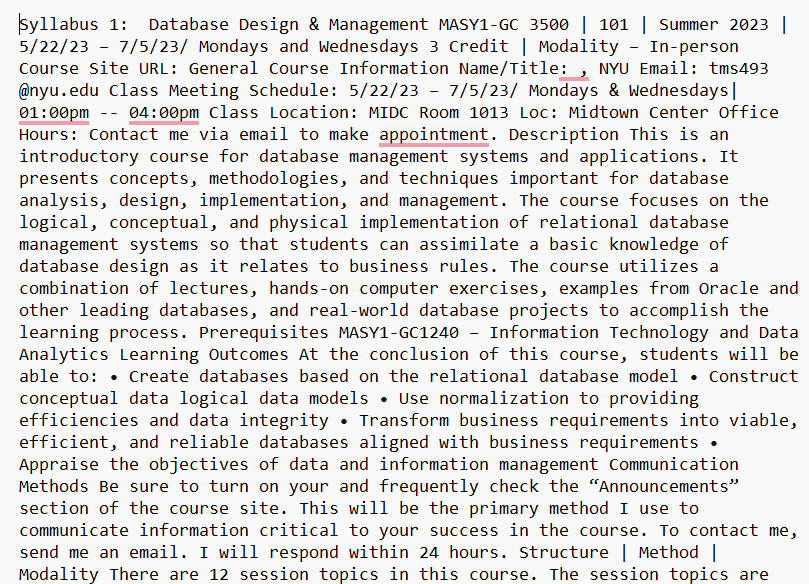 Syllabus 1:  Database Design & Management MASY1-GC 3500 | 101 | Summer 2023 |
5/22/23 – 7/5/23/ Mondays and Wednesdays 3 Credit | Modality – In-person
Course Site URL: General Course Information Name/Title: , NYU Email: tms493
@nyu.edu Class Meeting Schedule: 5/22/23 – 7/5/23/ Mondays & Wednesdays|
01:00pm -- 04:00pm Class Location: MIDC Room 1013 Loc: Midtown Center Office
Hours: Contact me via email to make appointment. Description This is an
introductory course for database management systems and applications. It
presents concepts, methodologies, and techniques important for database
analysis, design, implementation, and management. The course focuses on the
logical, conceptual, and physical implementation of relational database
management systems so that students can assimilate a basic knowledge of
database design as it relates to business rules. The course utilizes a
combination of lectures, hands-on computer exercises, examples from Oracle and
other leading databases, and real-world database projects to accomplish the
learning process. Prerequisites MASY1-GC1240 – Information Technology and Data
Analytics Learning Outcomes At the conclusion of this course, students will be
able to: • Create databases based on the relational database model • Construct
conceptual data logical data models • Use normalization to providing
efficiencies and data integrity • Transform business requirements into viable,
efficient, and reliable databases aligned with business requirements •
Appraise the objectives of data and information management Communication
Methods Be sure to turn on your and frequently check the “Announcements”
section of the course site. This will be the primary method I use to
communicate information critical to your success in the course. To contact me,
send me an email. I will respond within 24 hours. Structure | Method |
Modality There are 12 session topics in this course. The session topics are